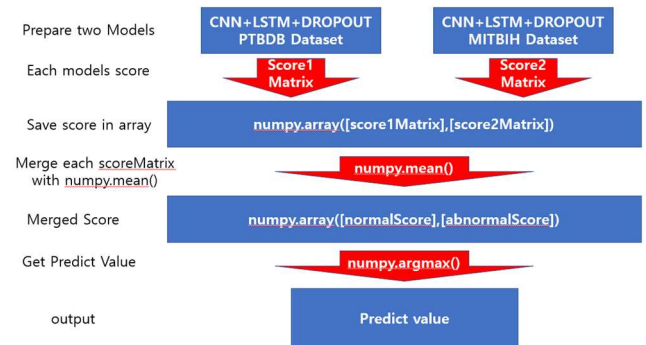 Prepare two Models
CNN+LSTM+DROPOUT
PTBDB Dataset
CNN+LSTM+DROPOUT
MITBIH Dataset
Each models score
Score1
Matrix
Score2
Matrix
Save score in array
numpy.array([score1Matrix],[score2Matrix])
Merge each scoreMatrix
with numpy.mean()
numpy.mean()
Merged Score
numpy.array([normalScore],[abnormalScore])
Get Predict Value
numpy.argmax()
output
Predict value